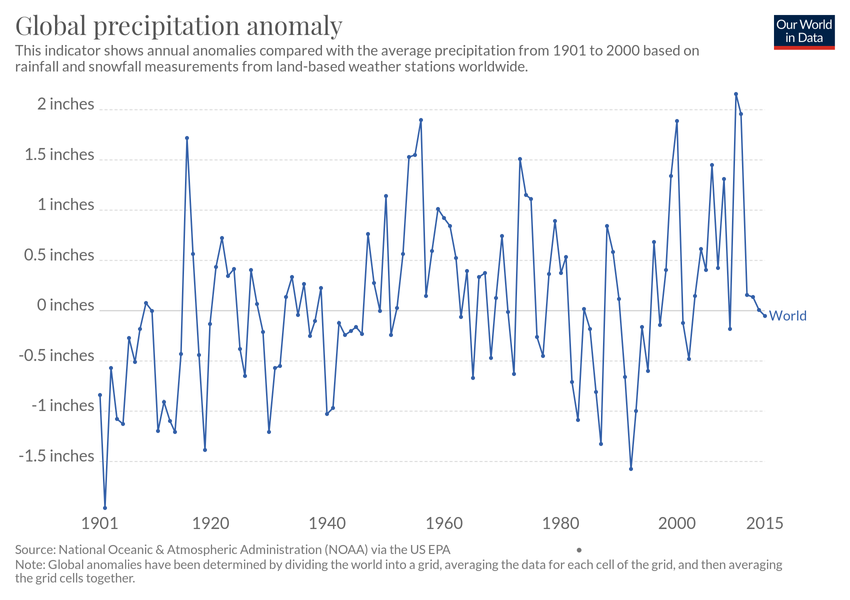 Global precipitation anomaly
Our World
in Data
This indicator shows annual anomalies compared with the average precipitation from 1901 to 2000 based on
rainfall and snowfall measurements from land-based weather stations worldwide.
2 inches
1.5 inches
1 inches
0.5 inches
0 inches
World
-0.5 inches
-1 inches
-1.5 inches
1901 1920 1940 1960 1980 2000 2015
Source: National Oceanic & Atmospheric Administration (NOAA) via the US EPA •
Note: Global anomalies have been determined by dividing the world into a grid, averaging the data for each cell of the grid, and then averaging
the grid cells together.